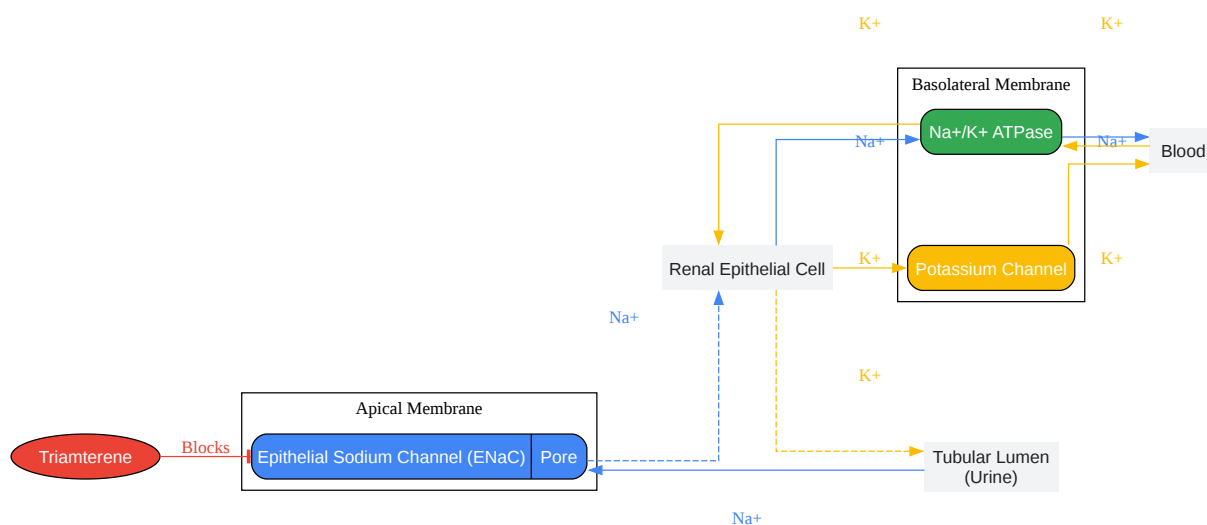 K+
K+
Basolateral Membrane
Na+/K+ ATPase
Na+
Na+
Blood
Renal Epithelial Cell
K+
Potassium Channel
K+
Na+
K+
Apical Membrane
Triamterene
Blocks
Epithelial Sodium Channel (ENaC)
Pore
Tubular Lumen
(Urine)
Na+